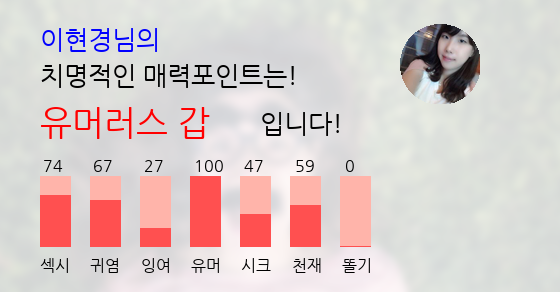 이현경님의
치명적인 매력포인트는!
유머러스 갑 입니다!
74 67 27 100 47 59 0
섹시 귀염 잉여 유머 시크 천재 똘기